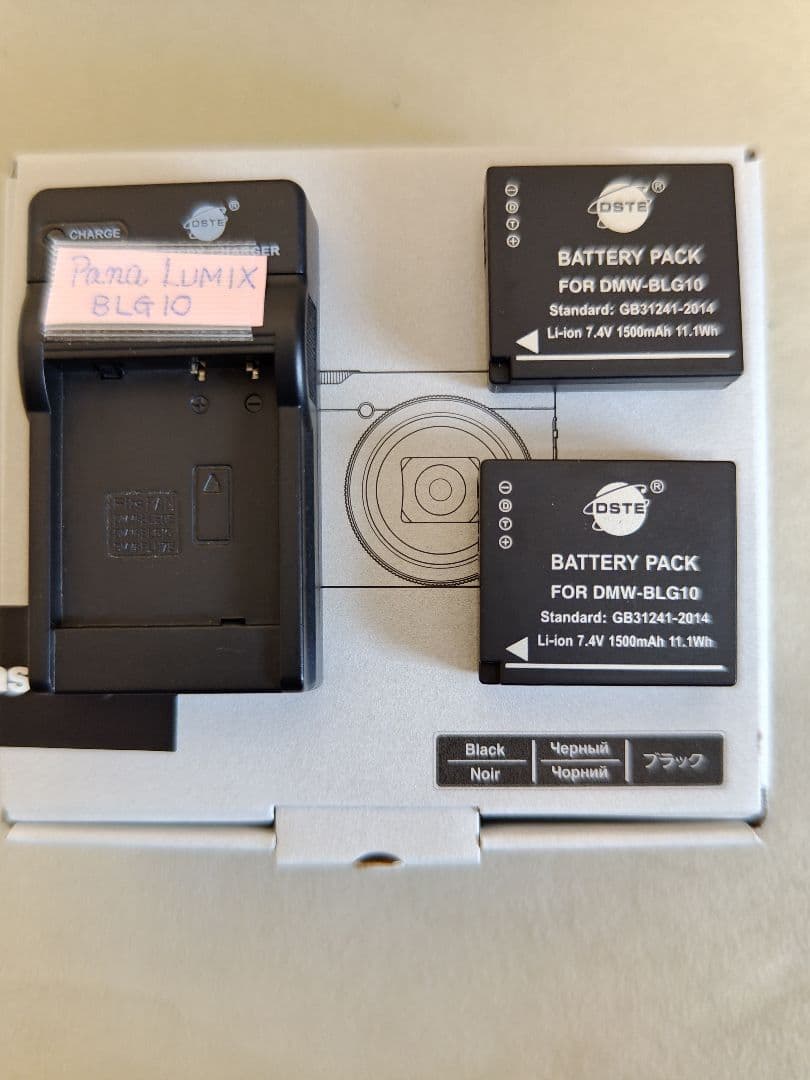 DSTE®
CHARGE
Pana LUMIX
BLG10
DSTE®
BATTERY PACK
FOR DMW-BLG10
Standard: GB31241-2014
Li-ion 7.4V 1500mAh 11.1Wh
DSTE®
BATTERY PACK
FOR DMW-BLG10
Standard: GB31241-2014
Li-ion 7.4V 1500mAh 11.1Wh
Black
Noir
Черный
Чорний
ブラック